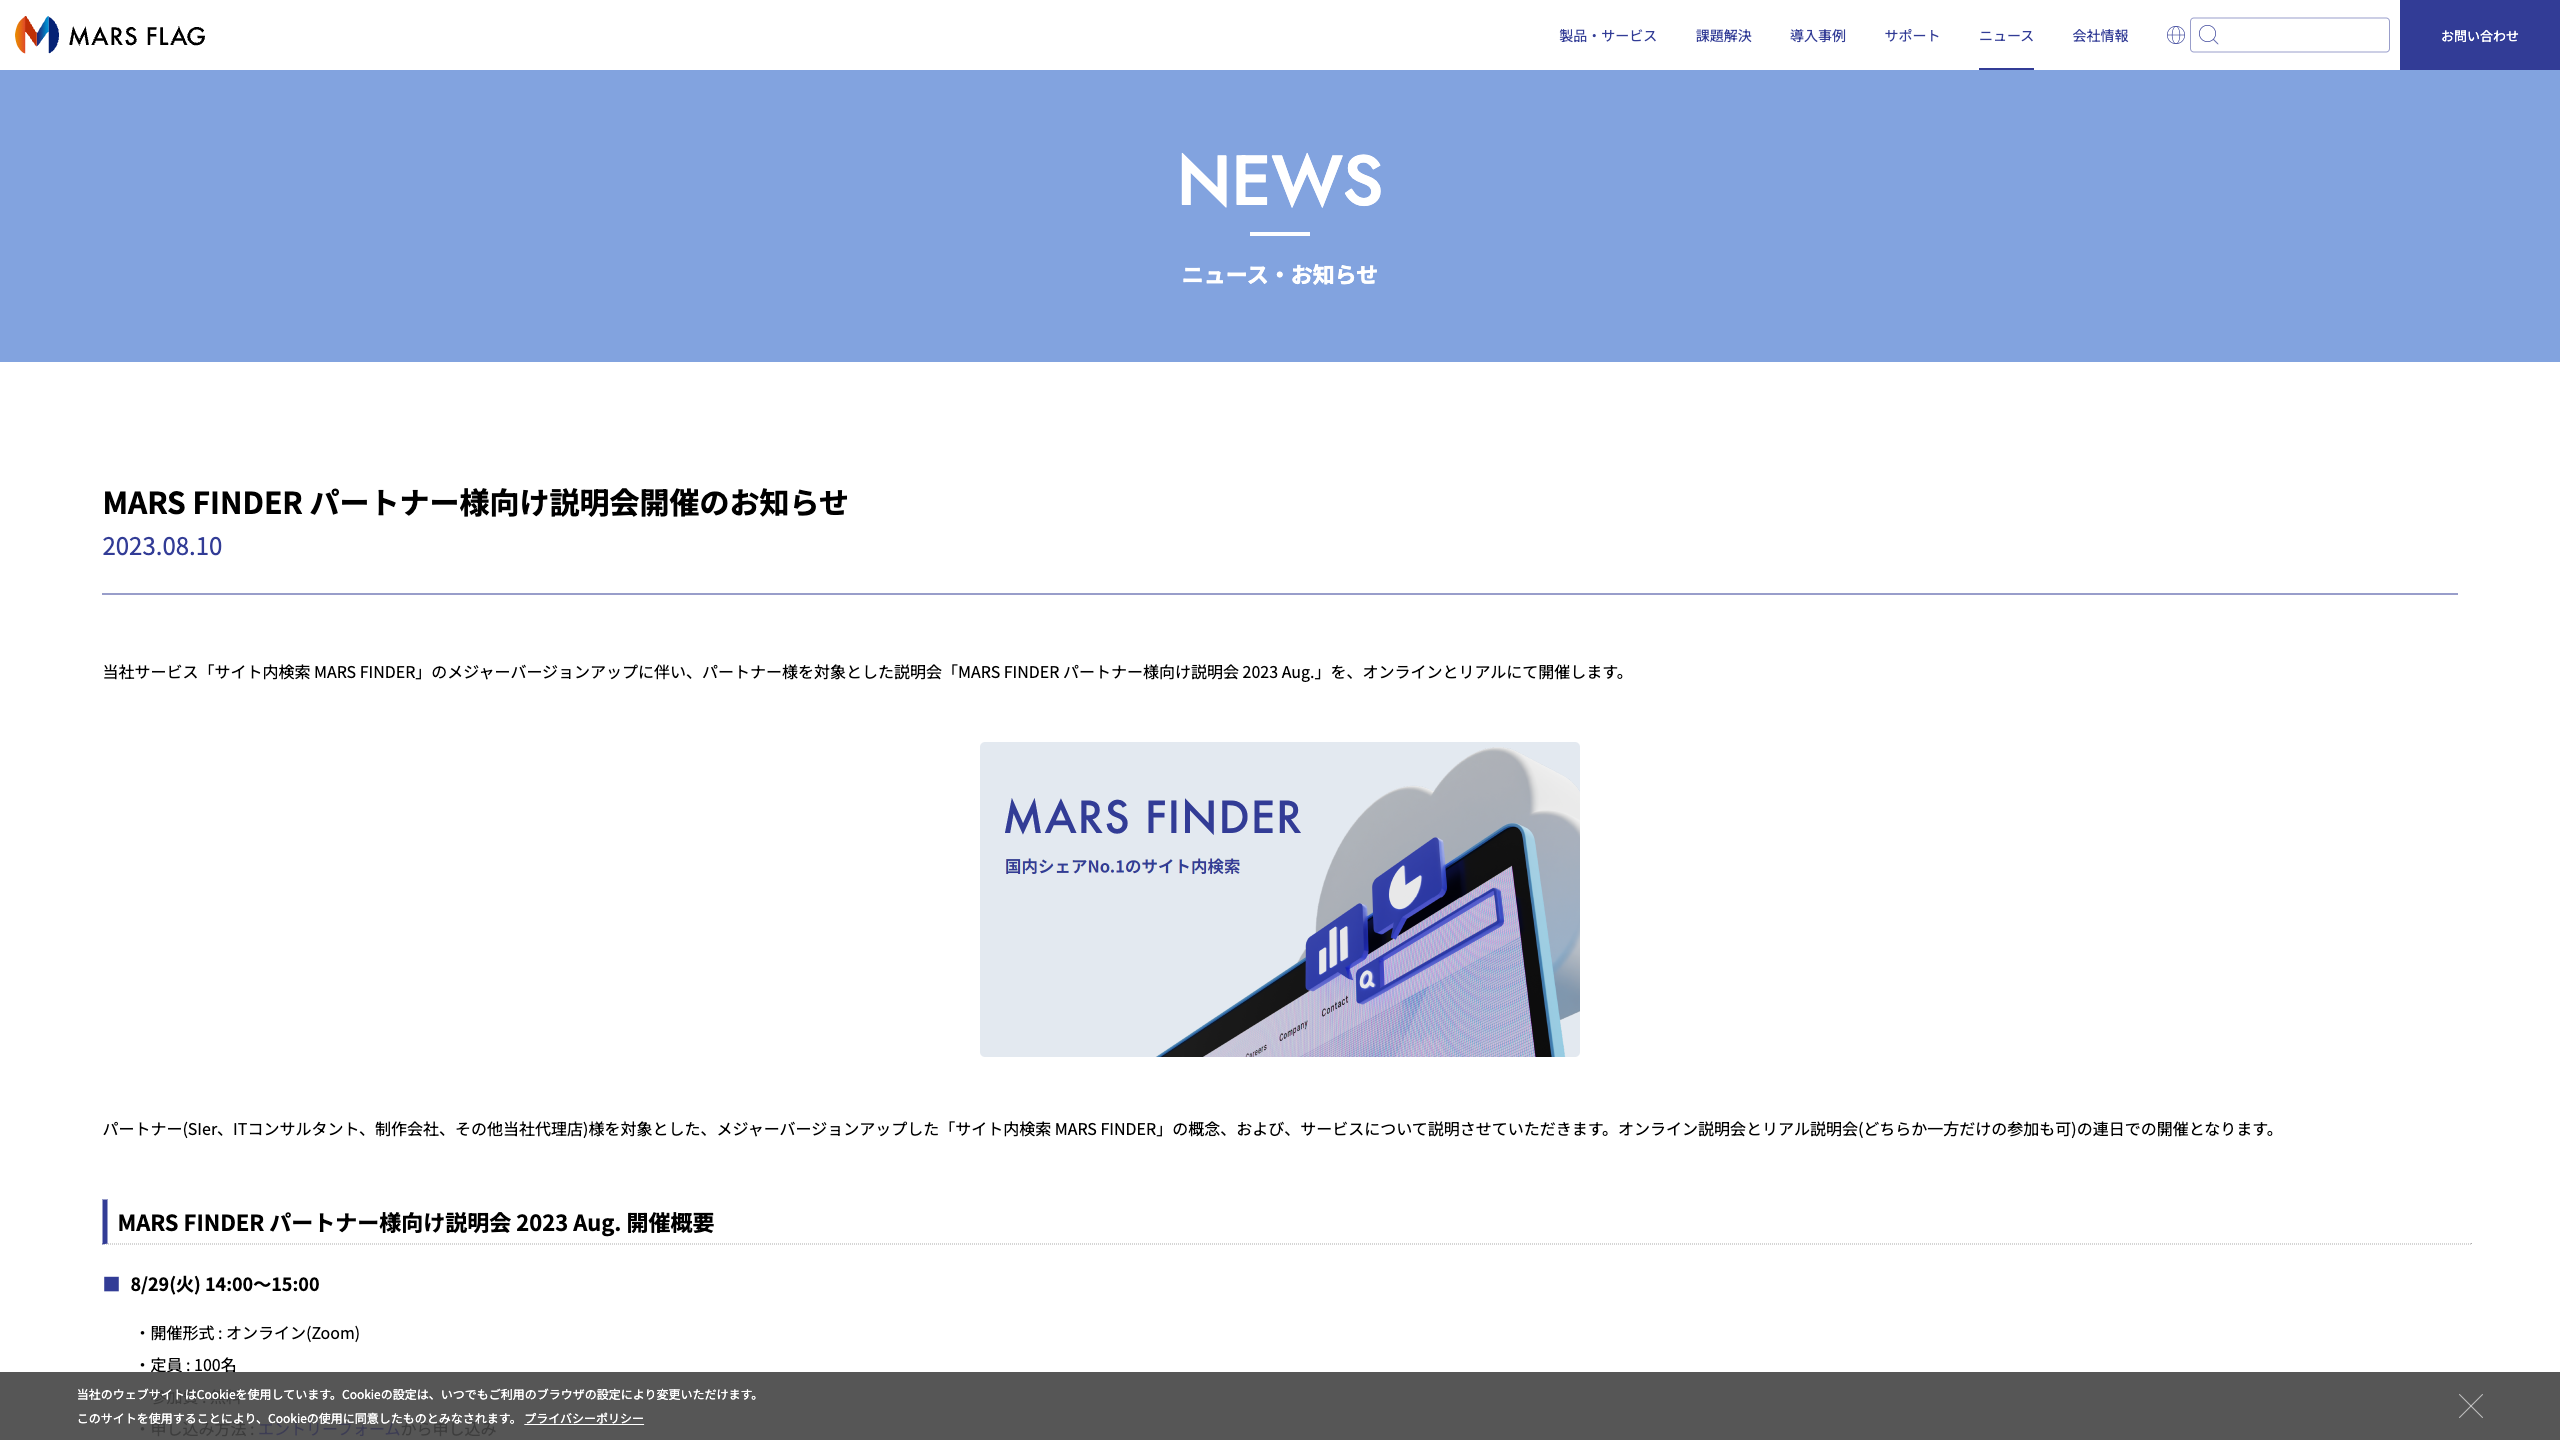 MARS FLAG
製品・サービス 課題解決 導入事例 サポート ニュース 会社情報 お問い合わせ
NEWS
ニュース・お知らせ
MARS FINDER パートナー様向け説明会開催のお知らせ
2023.08.10
当社サービス「サイト内検索 MARS FINDER」のメジャーバージョンアップに伴い、パートナー様を対象とした説明会「MARS FINDER パートナー様向け説明会 2023 Aug.」を、オンラインとリアルにて開催します。
MARS FINDER
国内シェアNo.1のサイト内検索
Careers Company Contact
パートナー(SIer、ITコンサルタント、制作会社、その他当社代理店)様を対象とした、メジャーバージョンアップした「サイト内検索 MARS FINDER」の概念、および、サービスについて説明させていただきます。オンライン説明会とリアル説明会(どちらか一方だけの参加も可)の連日での開催となります。
MARS FINDER パートナー様向け説明会 2023 Aug. 開催概要
■ 8/29(火) 14:00〜15:00
・開催形式 : オンライン(Zoom)
・定員 : 100名
当社のウェブサイトはCookieを使用しています。Cookieの設定は、いつでもご利用のブラウザの設定により変更いただけます。
このサイトを使用することにより、Cookieの使用に同意したものとみなされます。 プライバシーポリシー
・申し込み方法 : エントリーフォームから申し込み